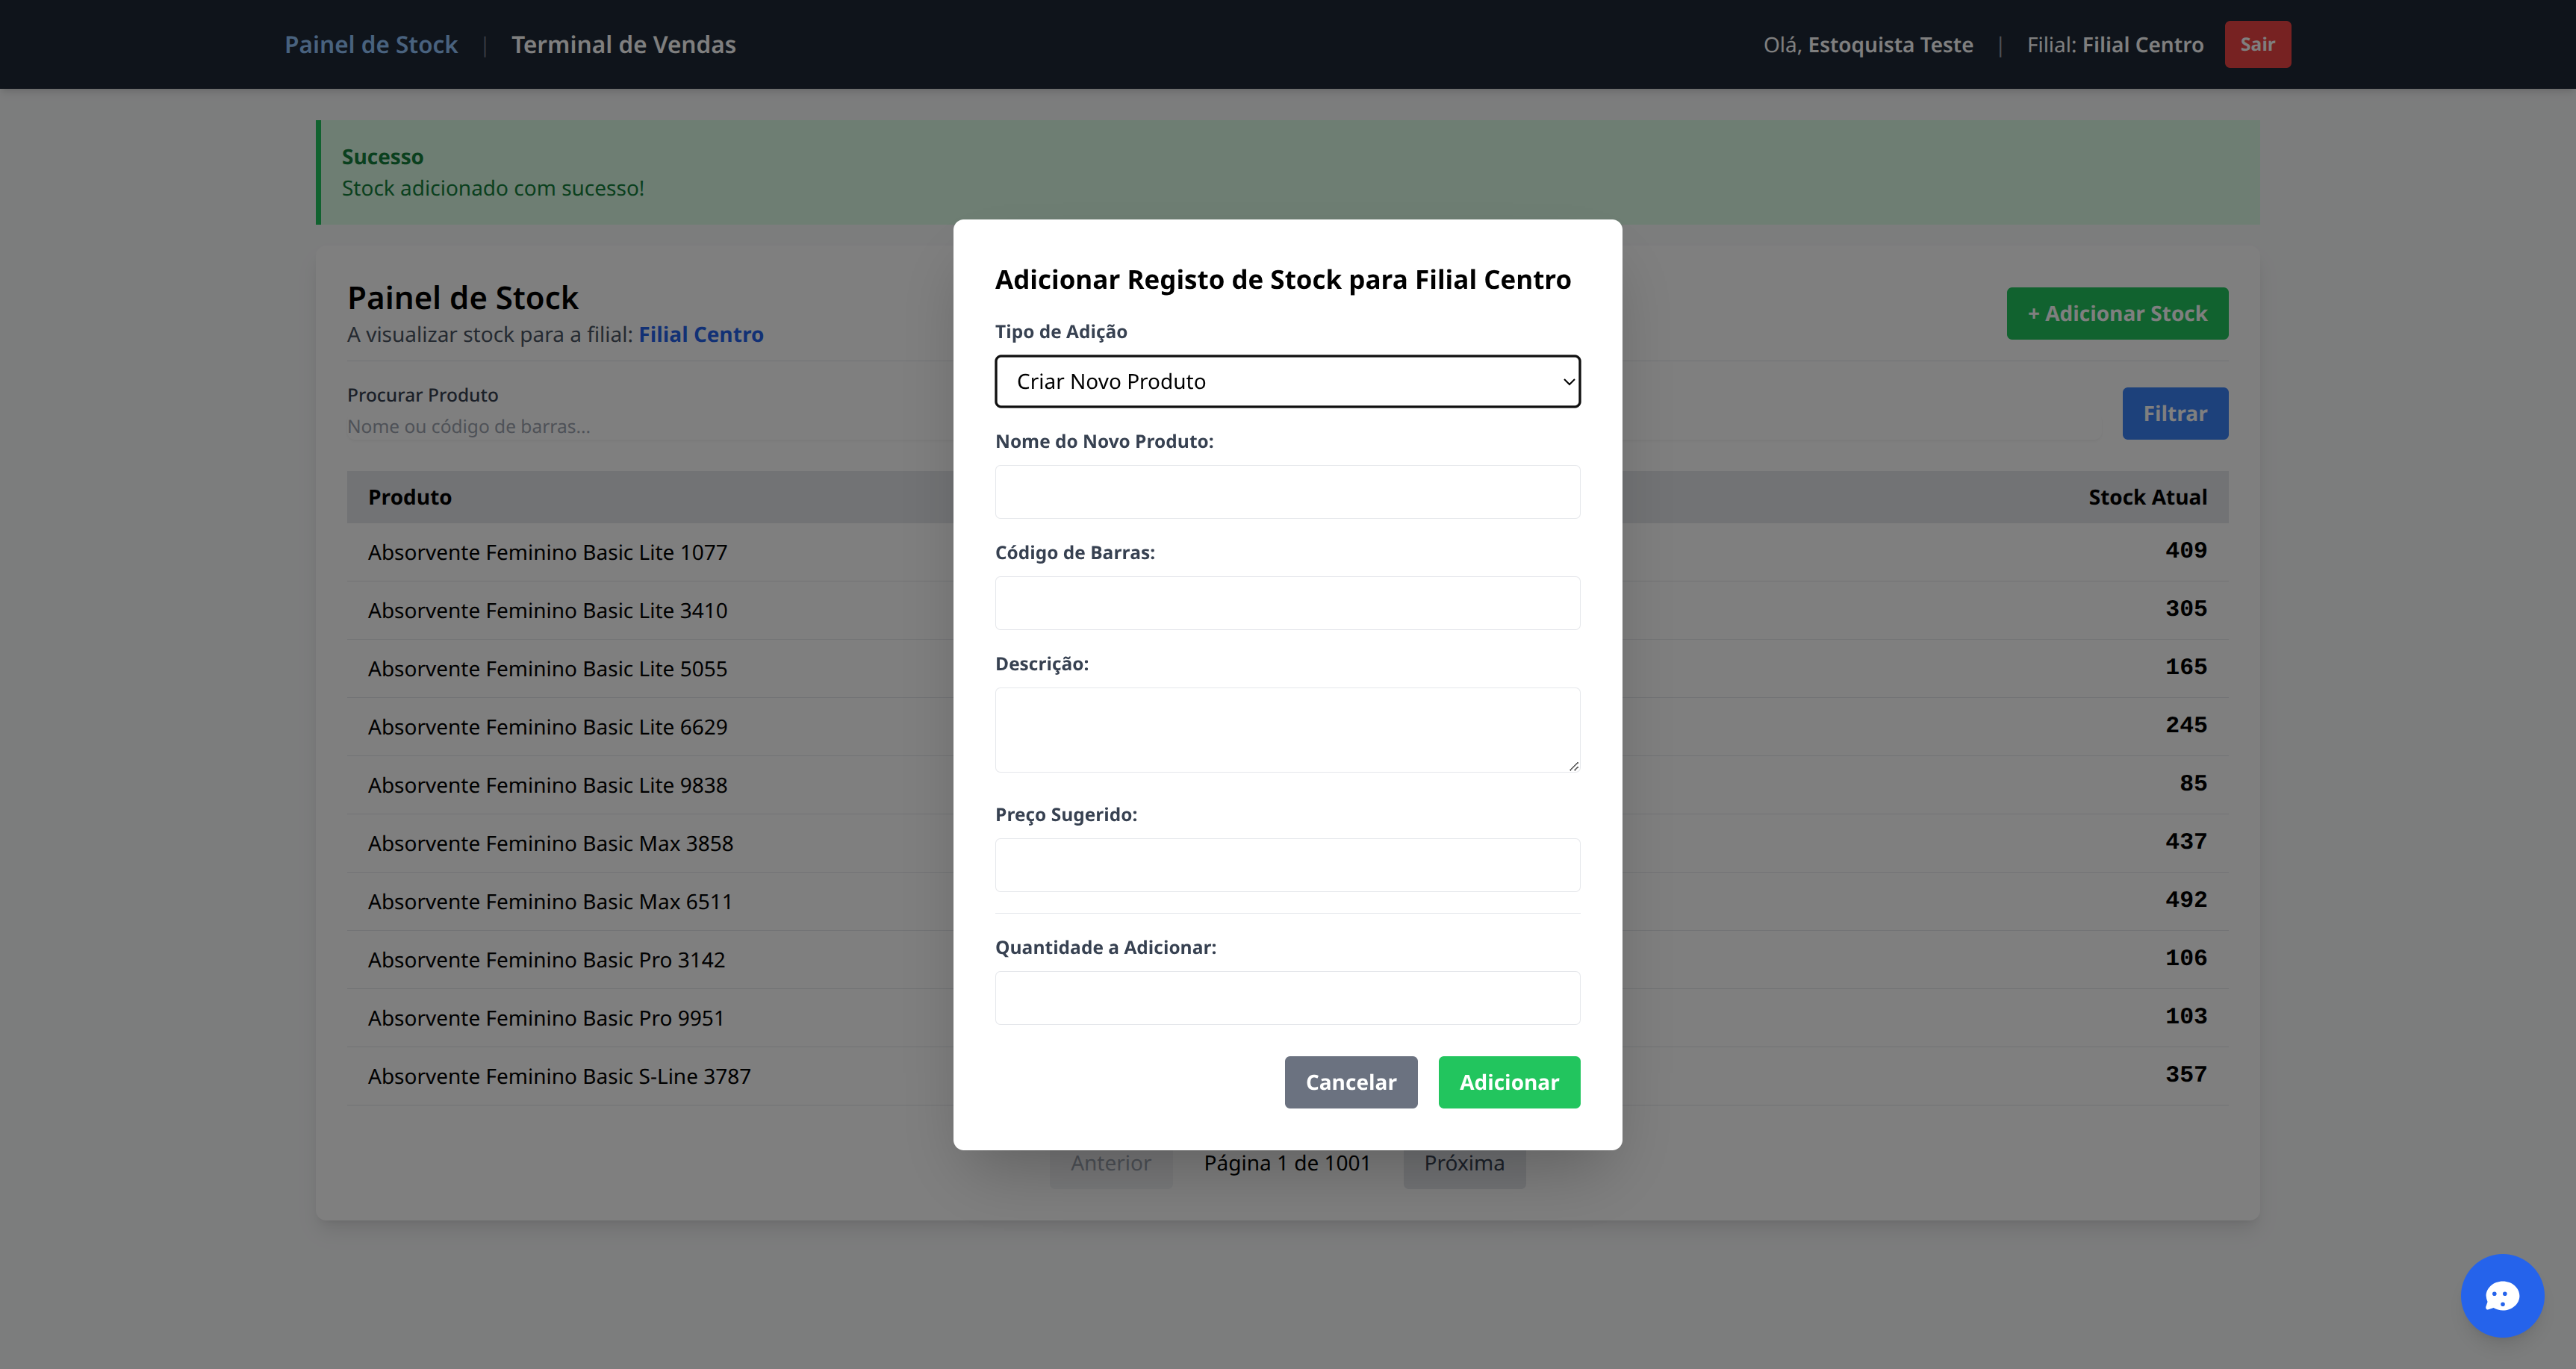 Painel de Stock | Terminal de Vendas Olá, Estoquista Teste | Filial: Filial Centro Sair
Sucesso
Stock adicionado com sucesso!
Painel de Stock
A visualizar stock para a filial: Filial Centro
+ Adicionar Stock
Procurar Produto
Nome ou código de barras...
Filtrar
Produto Stock Atual
Absorvente Feminino Basic Lite 1077 409
Absorvente Feminino Basic Lite 3410 305
Absorvente Feminino Basic Lite 5055 165
Absorvente Feminino Basic Lite 6629 245
Absorvente Feminino Basic Lite 9838 85
Absorvente Feminino Basic Max 3858 437
Absorvente Feminino Basic Max 6511 492
Absorvente Feminino Basic Pro 3142 106
Absorvente Feminino Basic Pro 9951 103
Absorvente Feminino Basic S-Line 3787 357
Anterior Página 1 de 1001 Próxima
Adicionar Registo de Stock para Filial Centro
Tipo de Adição
Criar Novo Produto
Nome do Novo Produto:
Código de Barras:
Descrição:
Preço Sugerido:
Quantidade a Adicionar:
Cancelar Adicionar